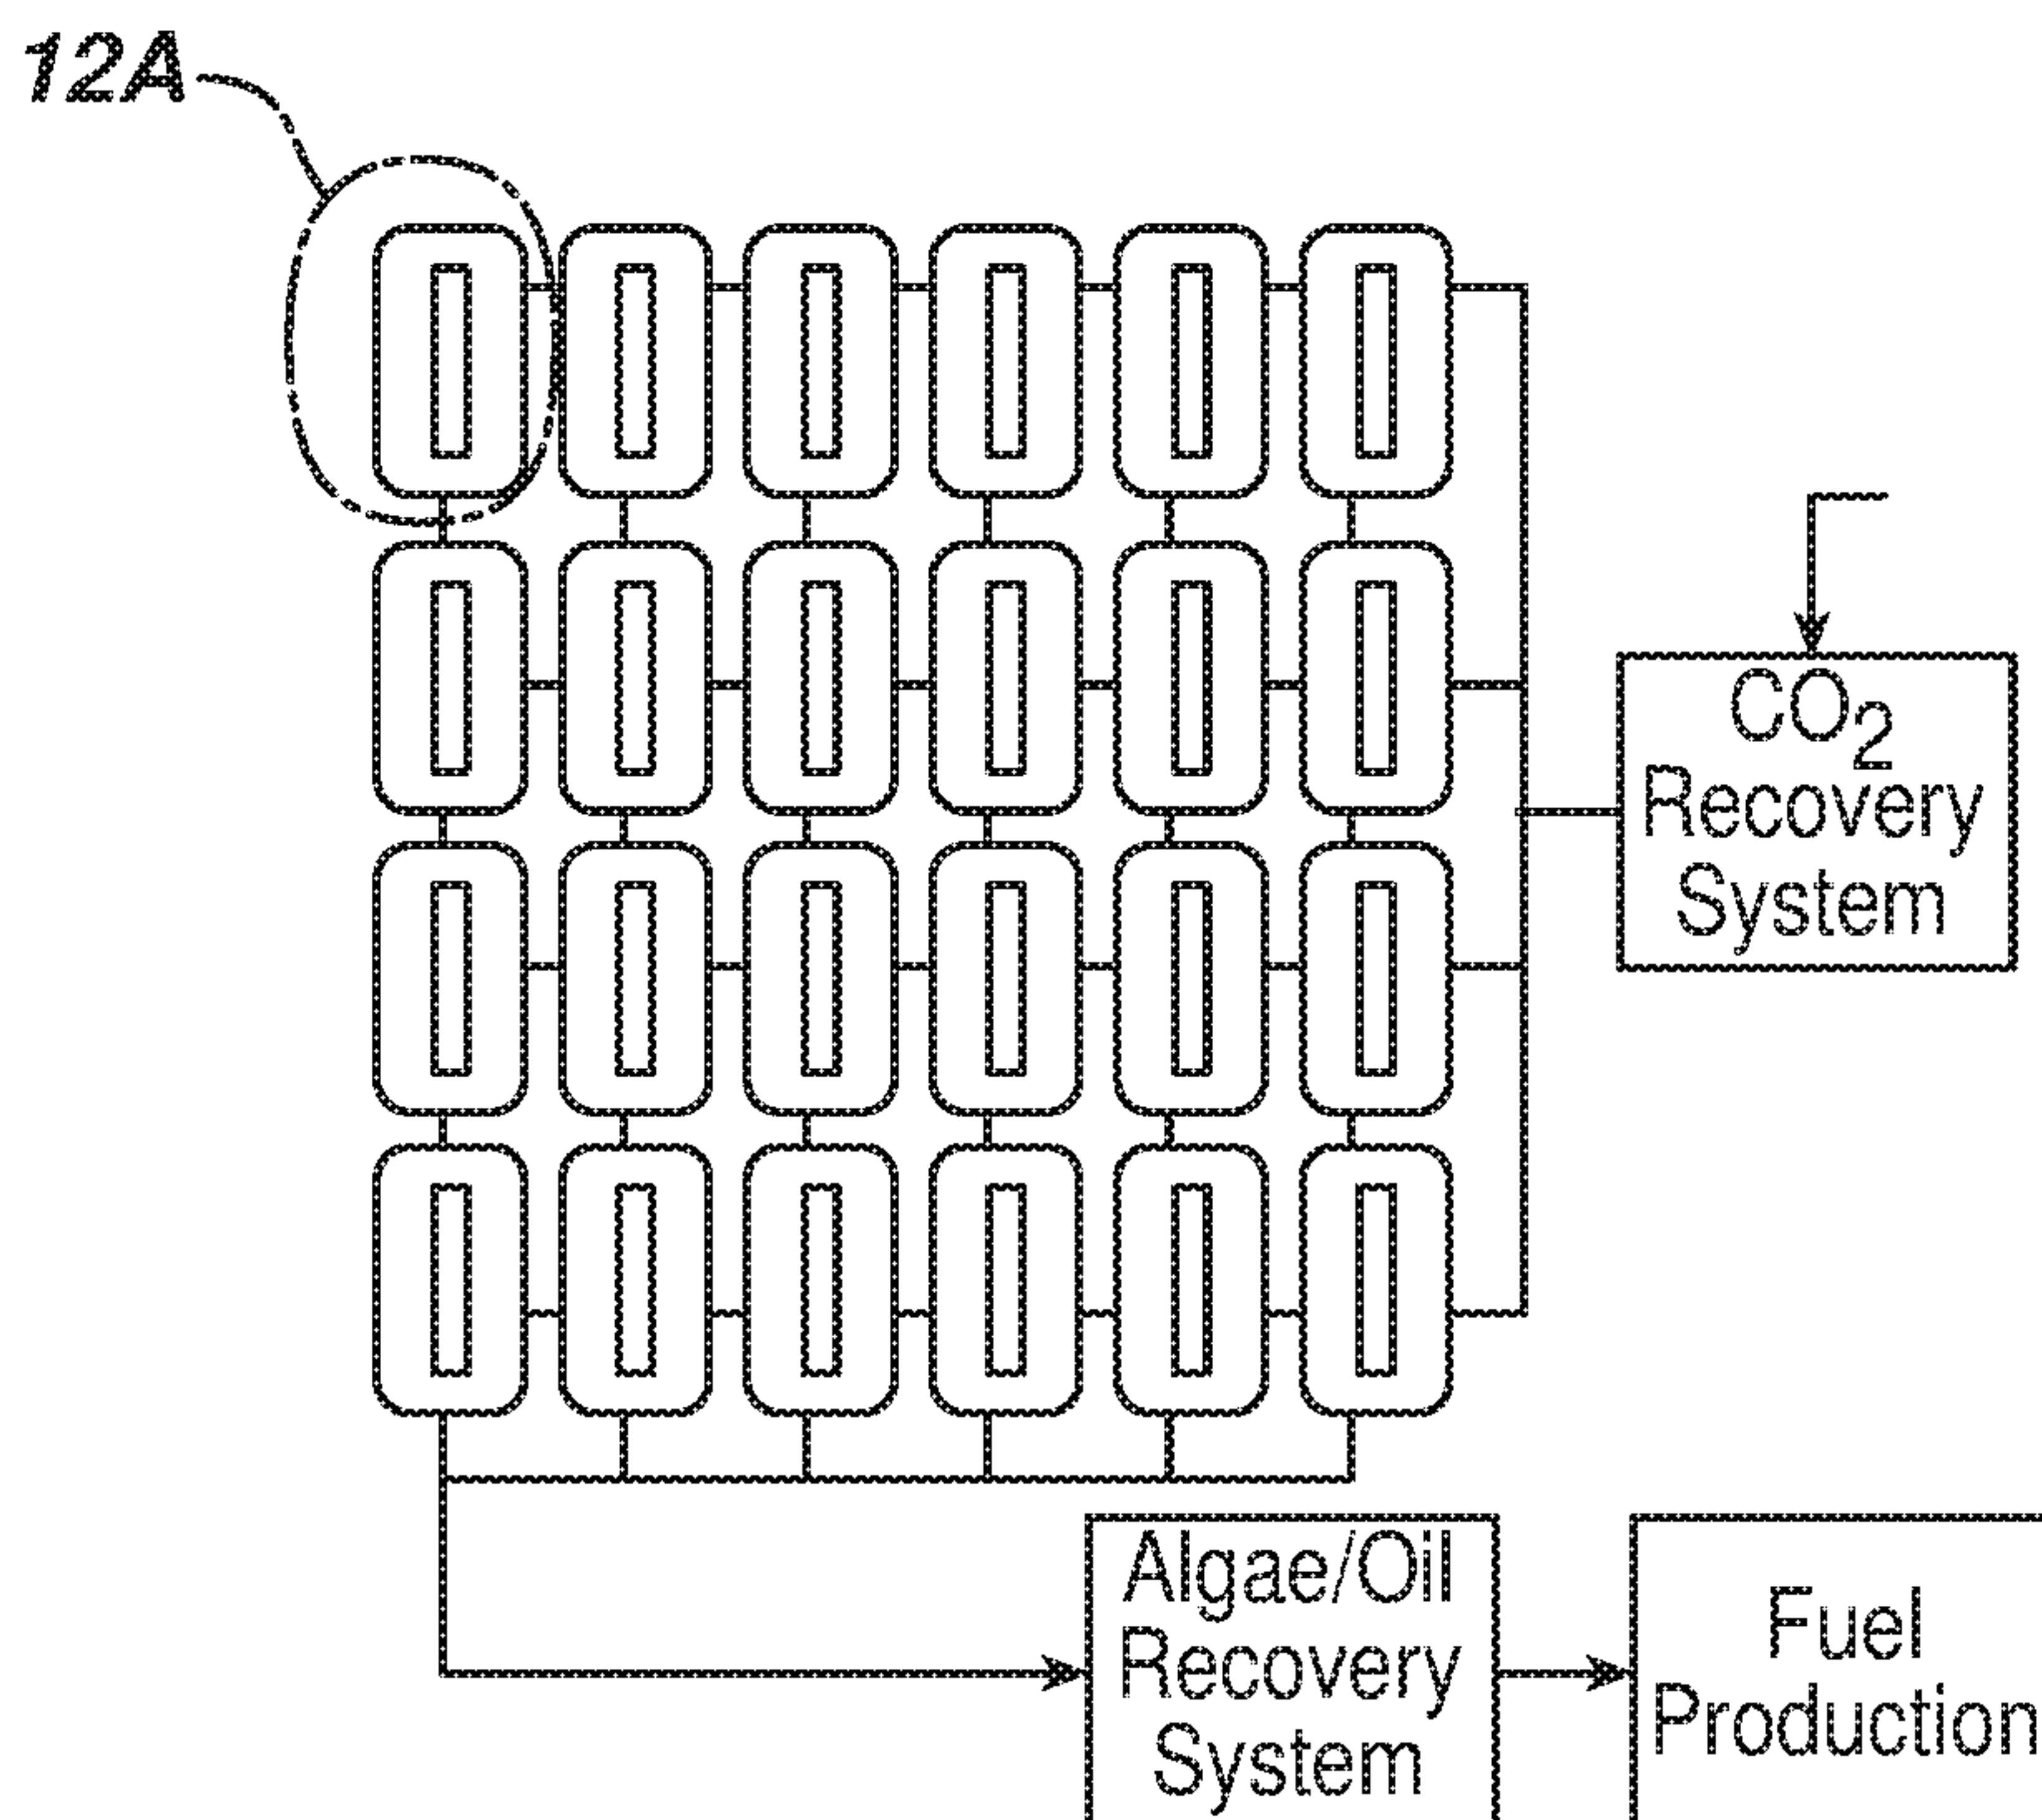 12A
CO2
Recovery
System
Algae/Oil
Recovery
System
Fuel
Production